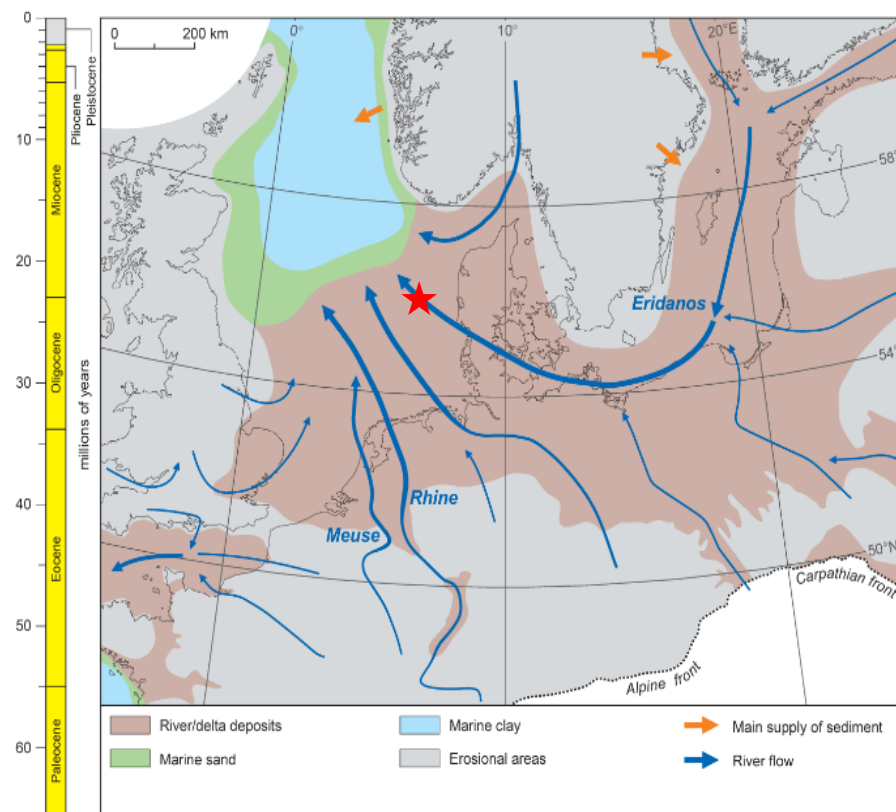 0
10
20
30
40
50
60
millions of years
Pleistocene
Pliocene
Miocene
Oligocene
Eocene
Paleocene
0 200 km
0°
10°
20°E
58°
54°
50°N
Eridanos
Rhine
Meuse
Carpathian front
Alpine front
River/delta deposits
Marine sand
Marine clay
Erosional areas
Main supply of sediment
River flow